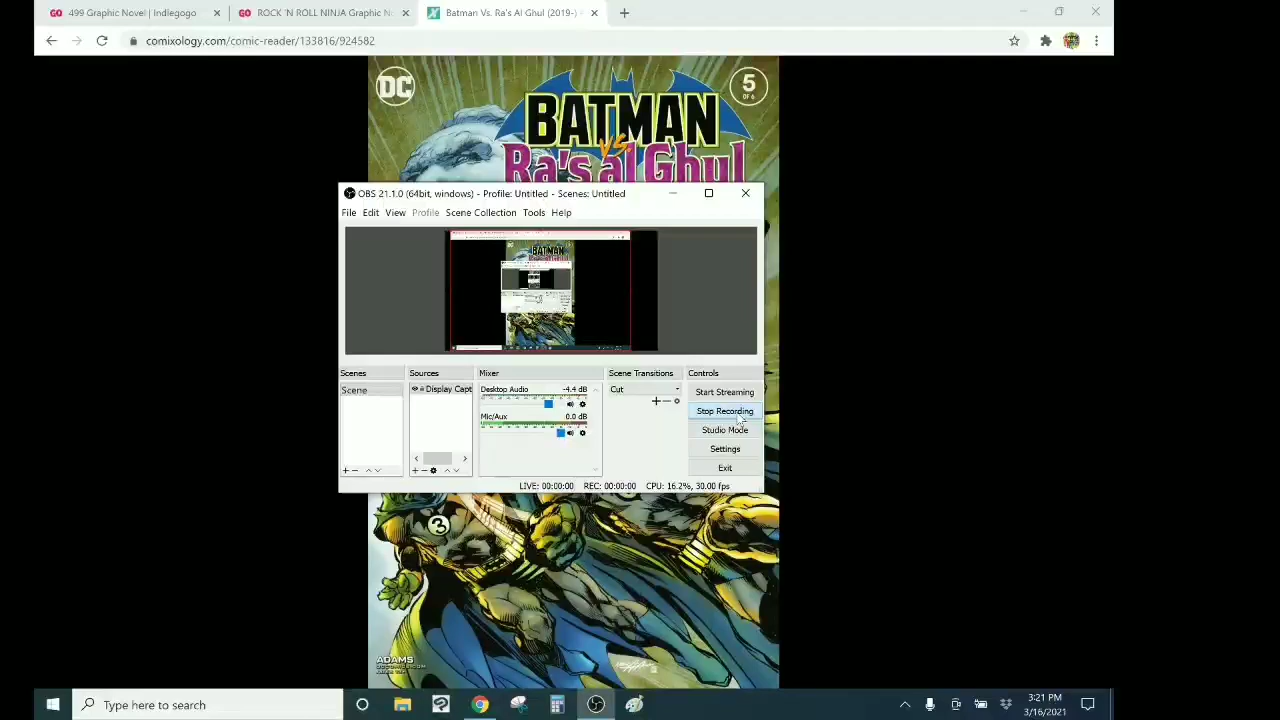 499 Graphic Novel | Indiegogo
ROCK 'N ROLL NINJA Graphic N
Batman Vs. Ra's Al Ghul (2019-)
comixology.com/comic-reader/133816/924582
DC
5
OF 6
BATMAN
VS.
Ra's al Ghul
OBS 21.1.0 (64bit, windows) - Profile: Untitled - Scenes: Untitled
File Edit View Profile Scene Collection Tools Help
BATMAN
Scenes
Sources
Mixer
Scene Transitions
Controls
Scene
Display Capt
Desktop Audio -4.4 dB
Mic/Aux 0.0 dB
Cut
Start Streaming
Stop Recording
Studio Mode
Settings
Exit
LIVE: 00:00:00 REC: 00:00:00 CPU: 16.2%, 30.00 fps
3
ADAMS
Type here to search
3:21 PM
3/16/2021